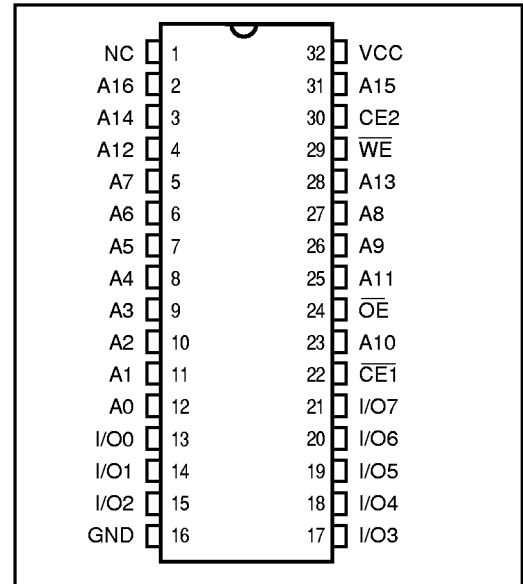 NC 1 32 VCC
A16 2 31 A15
A14 3 30 CE2
A12 4 29 W̅E̅
A7 5 28 A13
A6 6 27 A8
A5 7 26 A9
A4 8 25 A11
A3 9 24 O̅E̅
A2 10 23 A10
A1 11 22 C̅E̅1̅
A0 12 21 I/O7
I/O0 13 20 I/O6
I/O1 14 19 I/O5
I/O2 15 18 I/O4
GND 16 17 I/O3